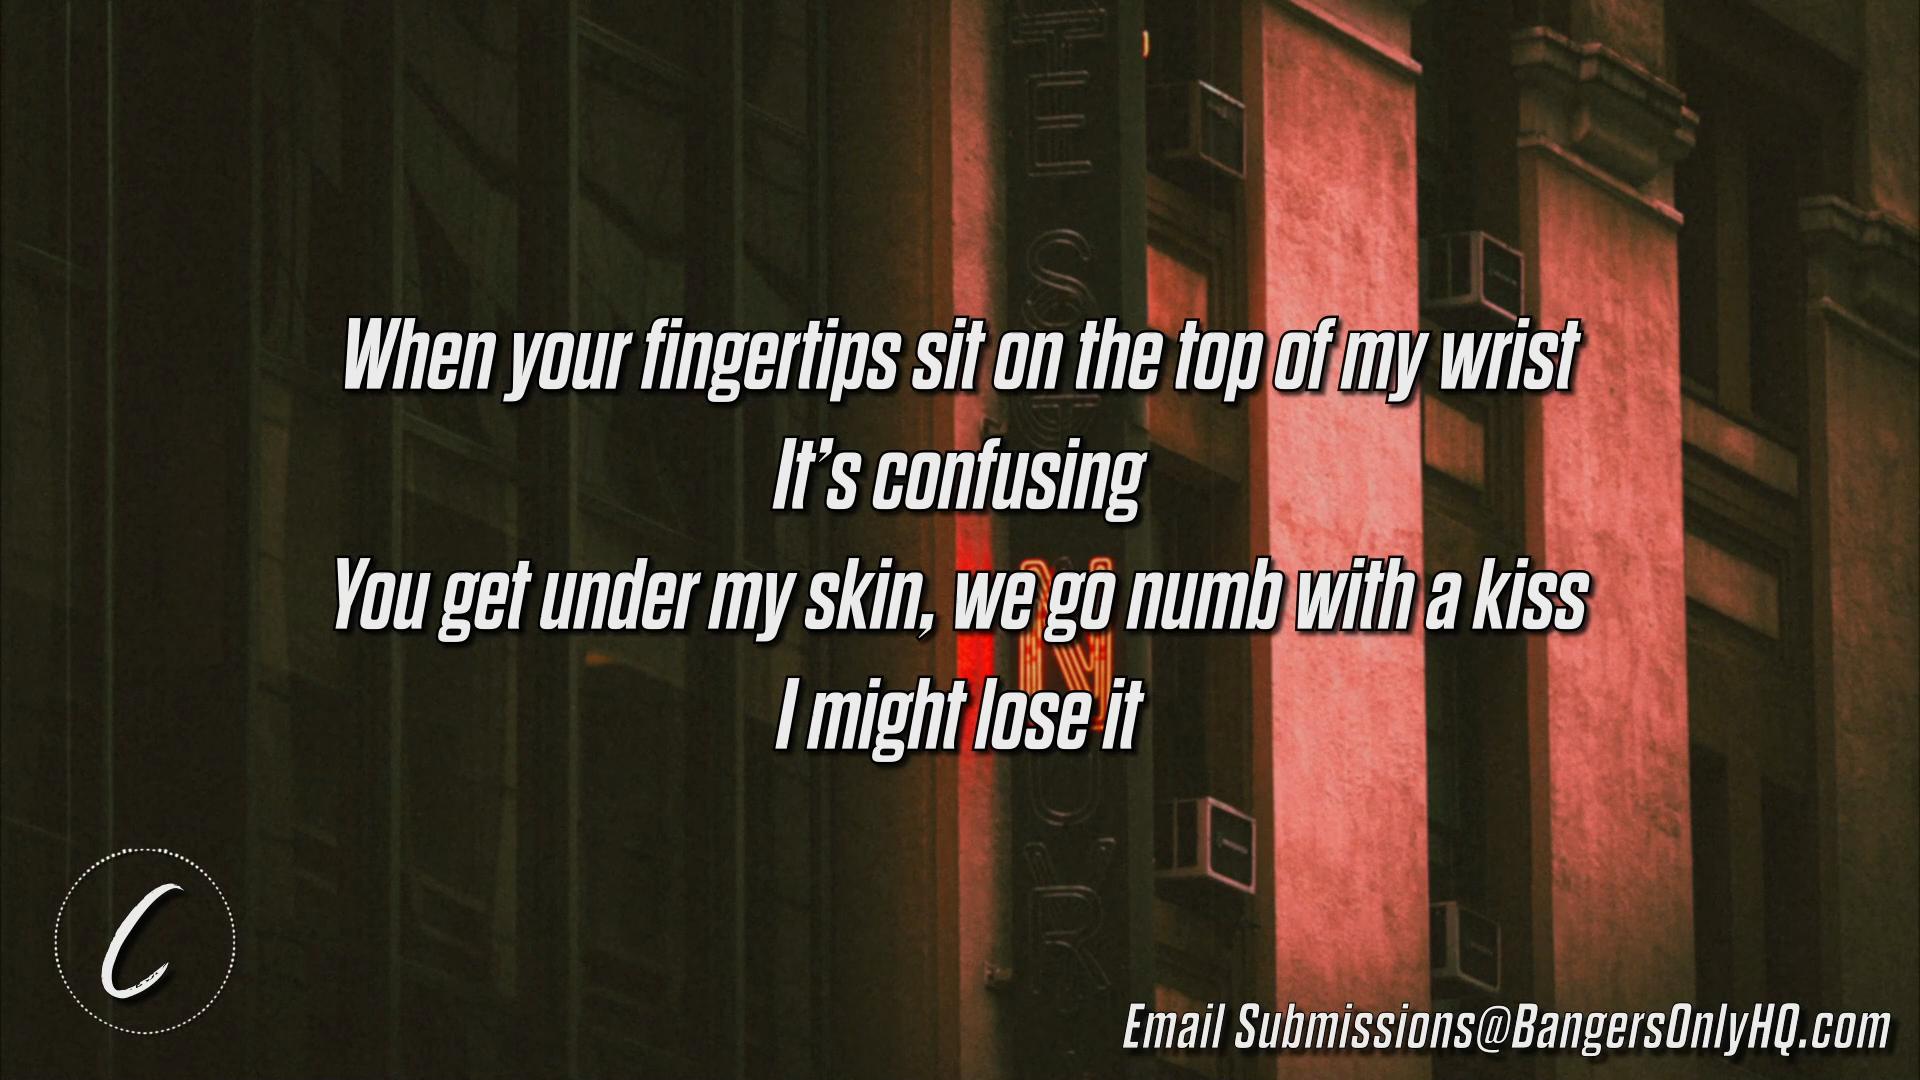 When your fingertips sit on the top of my wrist
It's confusing
You get under my skin, we go numb with a kiss
I might lose it
C
Email Submissions@BangersOnlyHQ.com